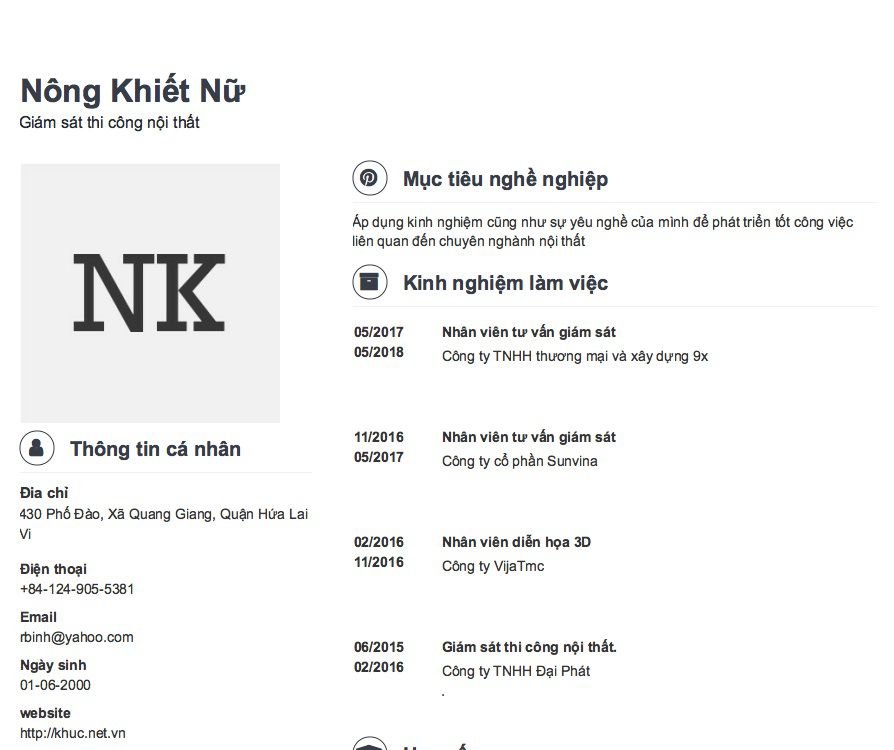 Nông Khiết Nữ
Giám sát thi công nội thất
NK
Thông tin cá nhân
Đia chỉ
430 Phố Đào, Xã Quang Giang, Quận Hứa Lai
Vi
Điện thoại
+84-124-905-5381
Email
rbinh@yahoo.com
Ngày sinh
01-06-2000
website
http://khuc.net.vn
Mục tiêu nghề nghiệp
Áp dụng kinh nghiệm cũng như sự yêu nghề của mình để phát triển tốt công việc
liên quan đến chuyên nghành nội thất
Kinh nghiệm làm việc
05/2017 Nhân viên tư vấn giám sát
05/2018 Công ty TNHH thương mại và xây dựng 9x
11/2016 Nhân viên tư vấn giám sát
05/2017 Công ty cổ phần Sunvina
02/2016 Nhân viên diễn họa 3D
11/2016 Công ty VijaTmc
06/2015 Giám sát thi công nội thất.
02/2016 Công ty TNHH Đại Phát
.